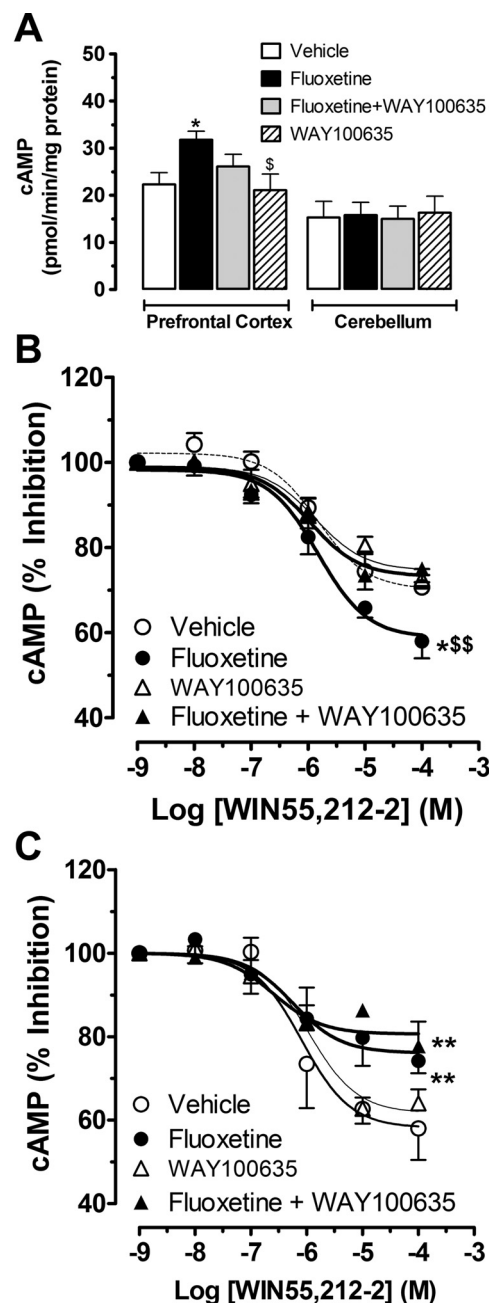 A
Vehicle
Fluoxetine
Fluoxetine+WAY100635
WAY100635
cAMP
(pmol/min/mg protein)
50
40
30
20
10
0
*
$
Prefrontal Cortex
Cerebellum
B
cAMP (% Inhibition)
120
100
80
60
40
*$$
Vehicle
Fluoxetine
WAY100635
Fluoxetine + WAY100635
-9 -8 -7 -6 -5 -4 -3
Log [WIN55,212-2] (M)
C
cAMP (% Inhibition)
120
100
80
60
40
**
**
Vehicle
Fluoxetine
WAY100635
Fluoxetine + WAY100635
-9 -8 -7 -6 -5 -4 -3
Log [WIN55,212-2] (M)